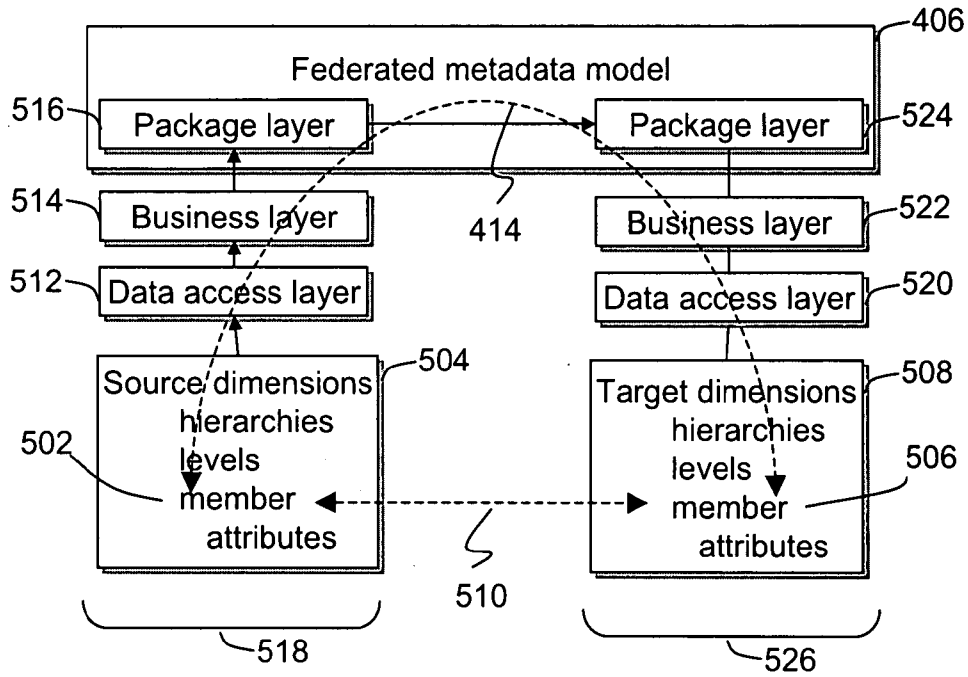 406
Federated metadata model
516
Package layer
Package layer
524
514
Business layer
414
Business layer
522
512
Data access layer
Data access layer
520
504
508
Source dimensions
hierarchies
levels
member
attributes
502
Target dimensions
hierarchies
levels
member
attributes
506
510
518
526